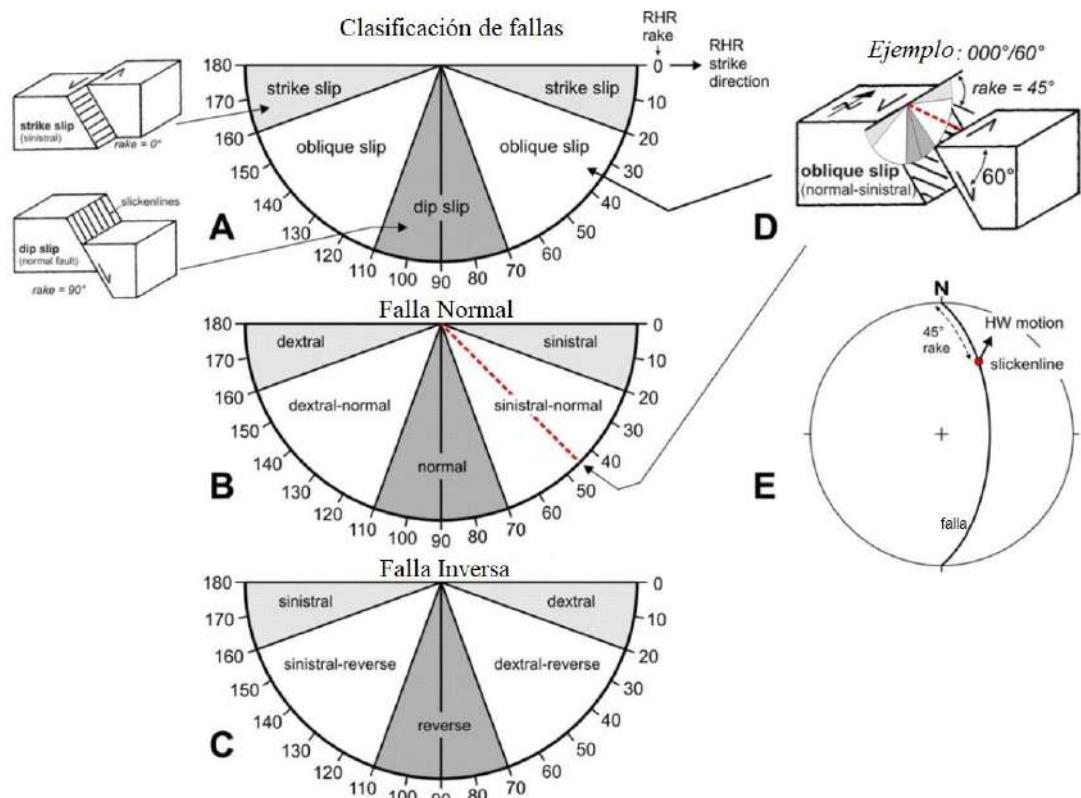 Clasificación de fallas
RHR
rake
RHR
strike
direction
strike slip
(sinistral)
rake = 0°
dip slip
(normal fault)
slickenlines
rake = 90°
A
strike slip
oblique slip
dip slip
oblique slip
strike slip
180
170
160
150
140
130
120
110
100
90
80
70
60
50
40
30
20
10
0
Ejemplo: 000°/60°
rake = 45°
oblique slip
(normal-sinistral)
60°
D
Falla Normal
B
dextral
dextral-normal
normal
sinistral-normal
sinistral
180
170
160
150
140
130
120
110
100
90
80
70
60
50
40
30
20
10
0
N
45°
rake
HW motion
slickenline
falla
E
Falla Inversa
C
sinistral
sinistral-reverse
reverse
dextral-reverse
dextral
180
170
160
150
140
130
120
110
100
90
80
70
60
50
40
30
20
10
0